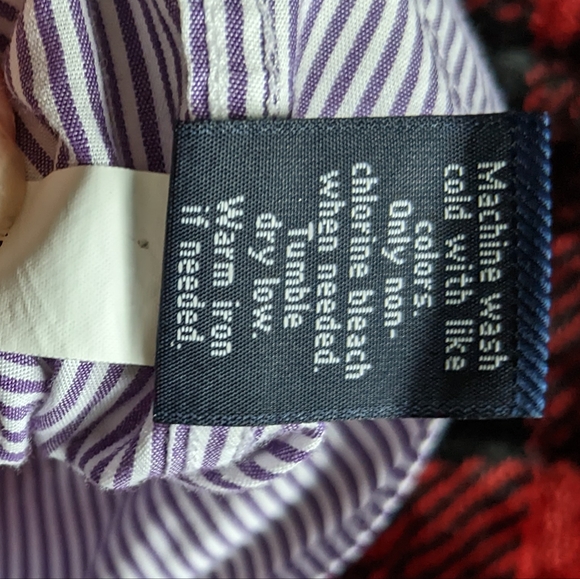 Machine wash
cold with like
colors.
Only non-
chlorine bleach
when needed.
Tumble
dry low.
Warm iron
if needed.